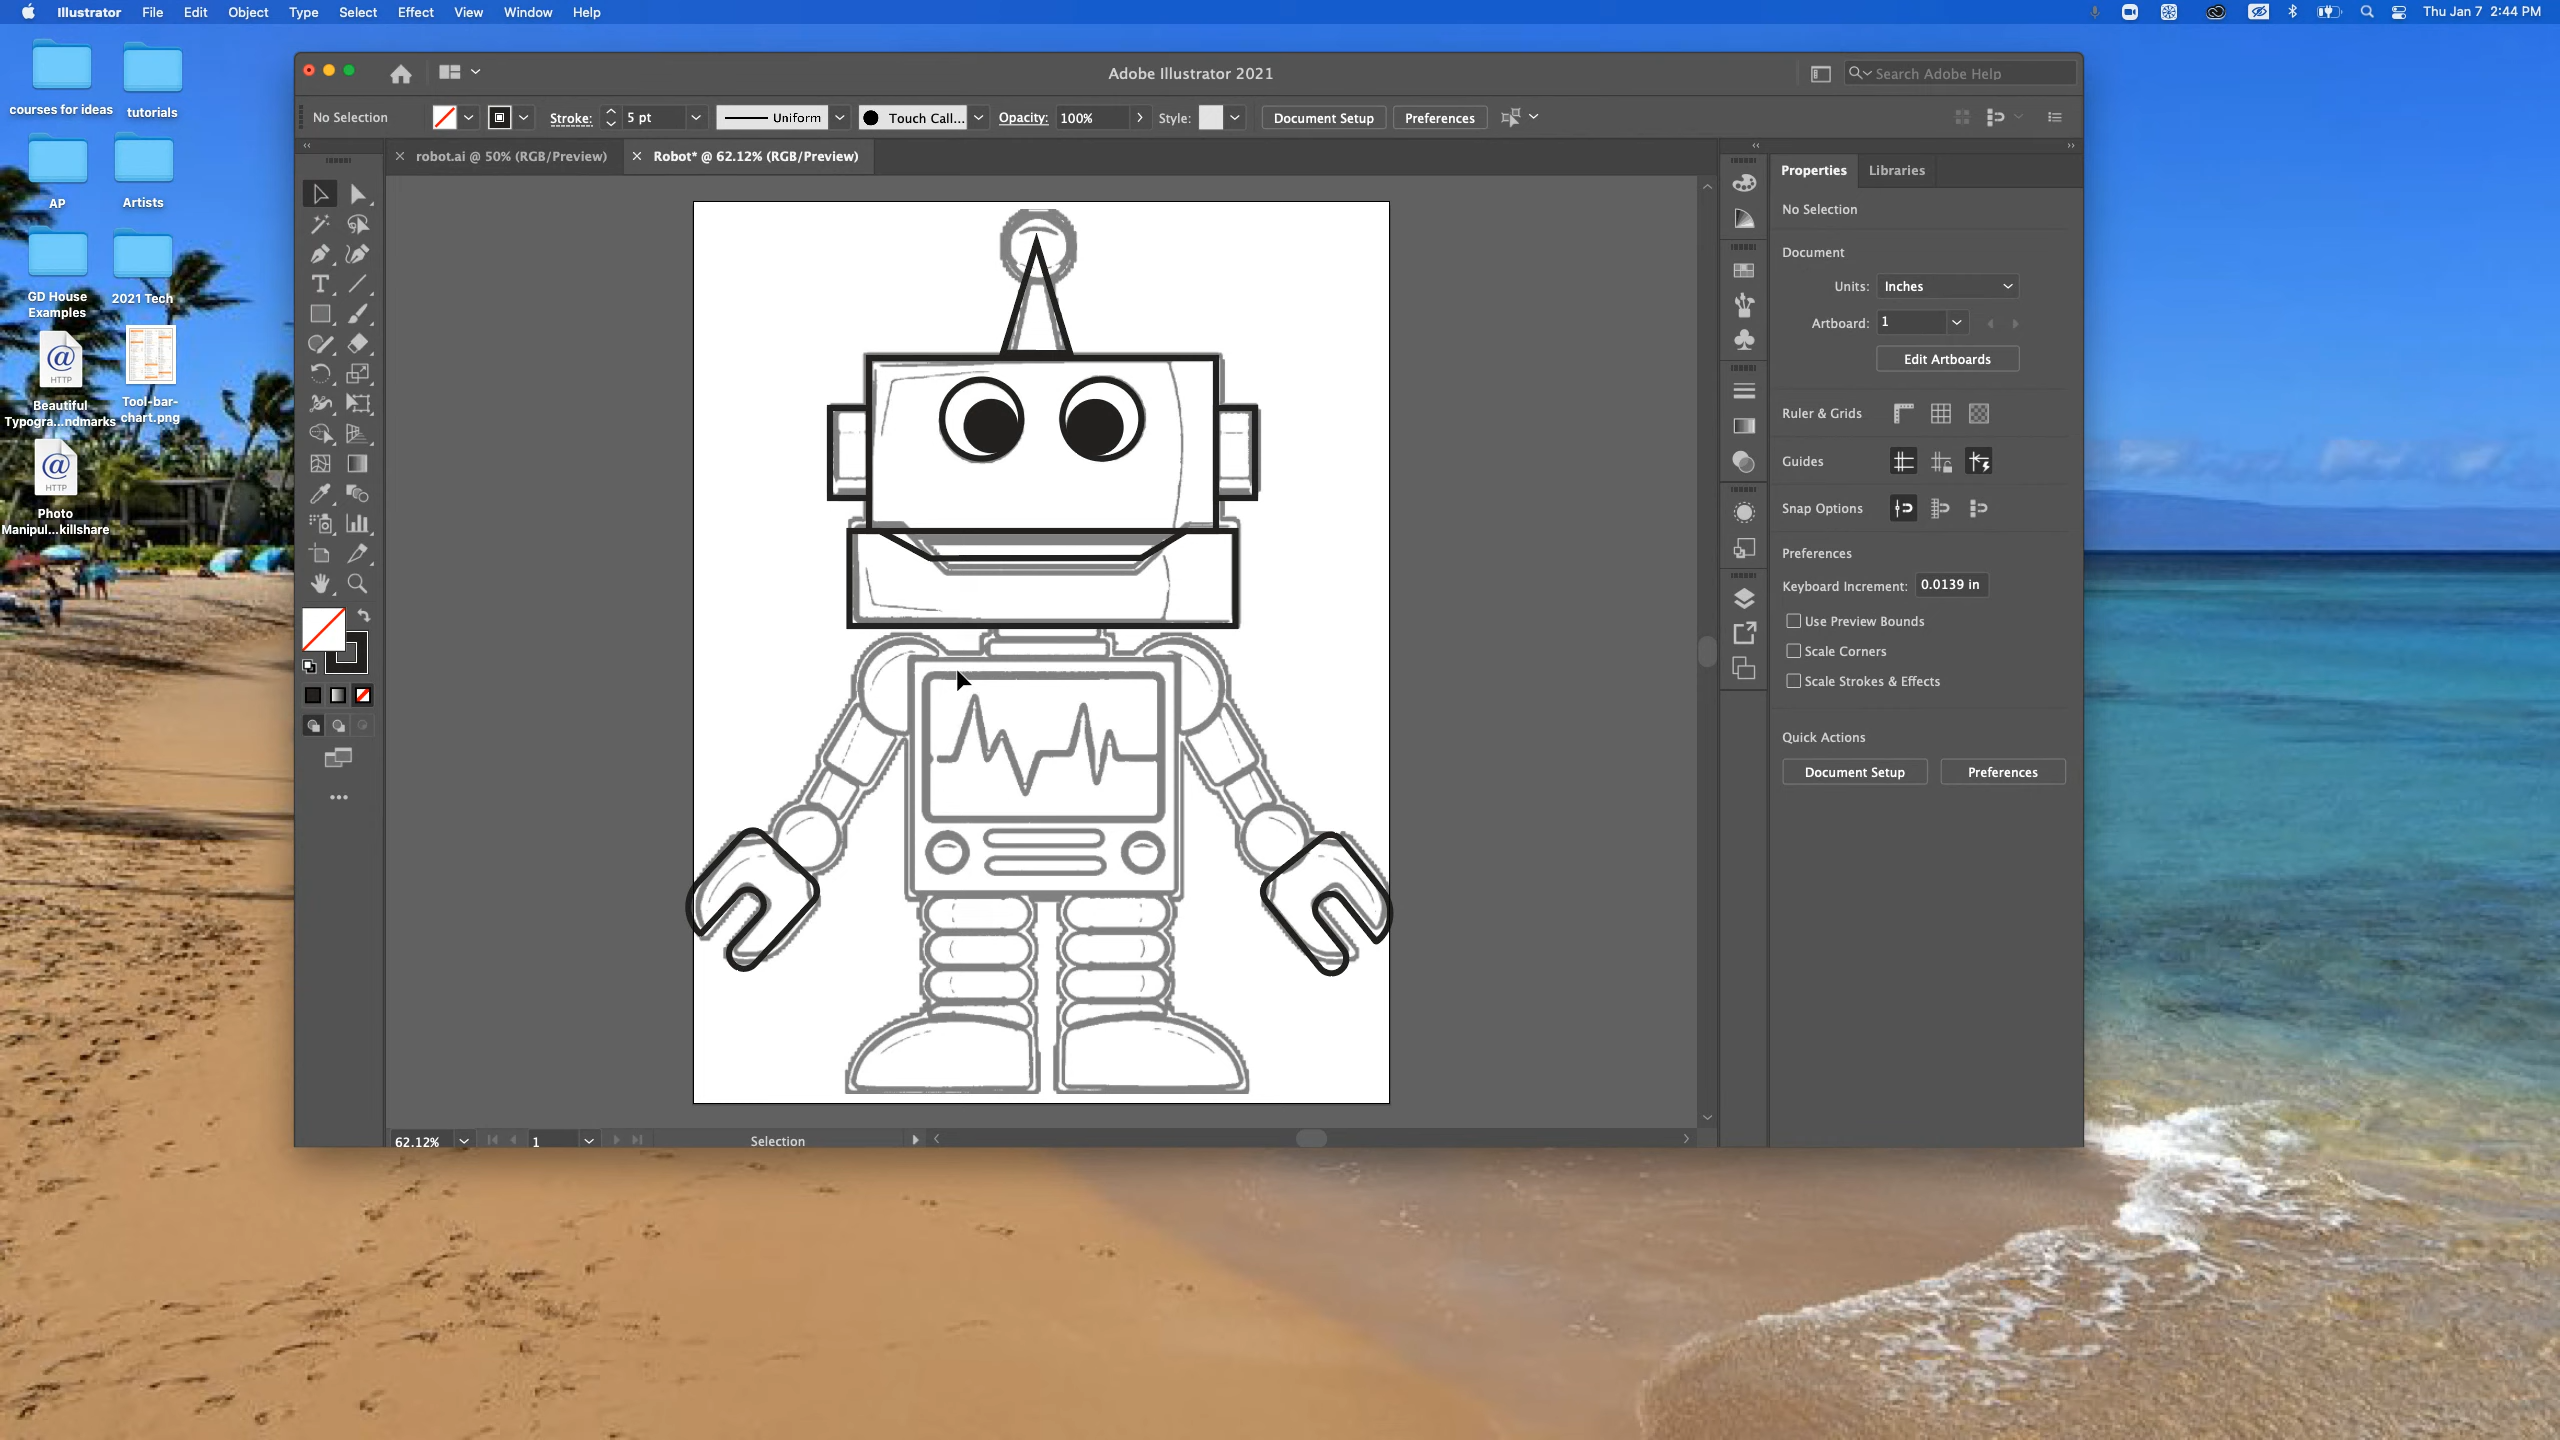 Illustrator File Edit Object Type Select Effect View Window Help
Thu Jan 7 2:44 PM
courses for ideas
tutorials
AP
Artists
GD House
Examples
2021 Tech
HTTP
Beautiful
Typogra...ndmarks
Tool-bar-
chart.png
HTTP
Photo
Manipul...killshare
Adobe Illustrator 2021
Search Adobe Help
No Selection
Stroke: 5 pt
Uniform
Touch Call...
Opacity: 100%
Style:
Document Setup
Preferences
robot.ai @ 50% (RGB/Preview)
Robot* @ 62.12% (RGB/Preview)
Properties
Libraries
No Selection
Document
Units: Inches
Artboard: 1
Edit Artboards
Ruler & Grids
Guides
Snap Options
Preferences
Keyboard Increment: 0.0139 in
Use Preview Bounds
Scale Corners
Scale Strokes & Effects
Quick Actions
Document Setup
Preferences
62.12%
1
Selection